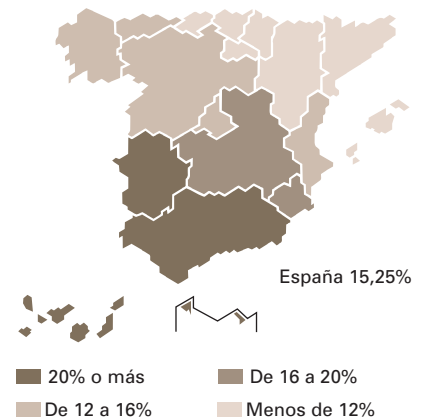 España 15,25%
20% o más
De 16 a 20%
De 12 a 16%
Menos de 12%